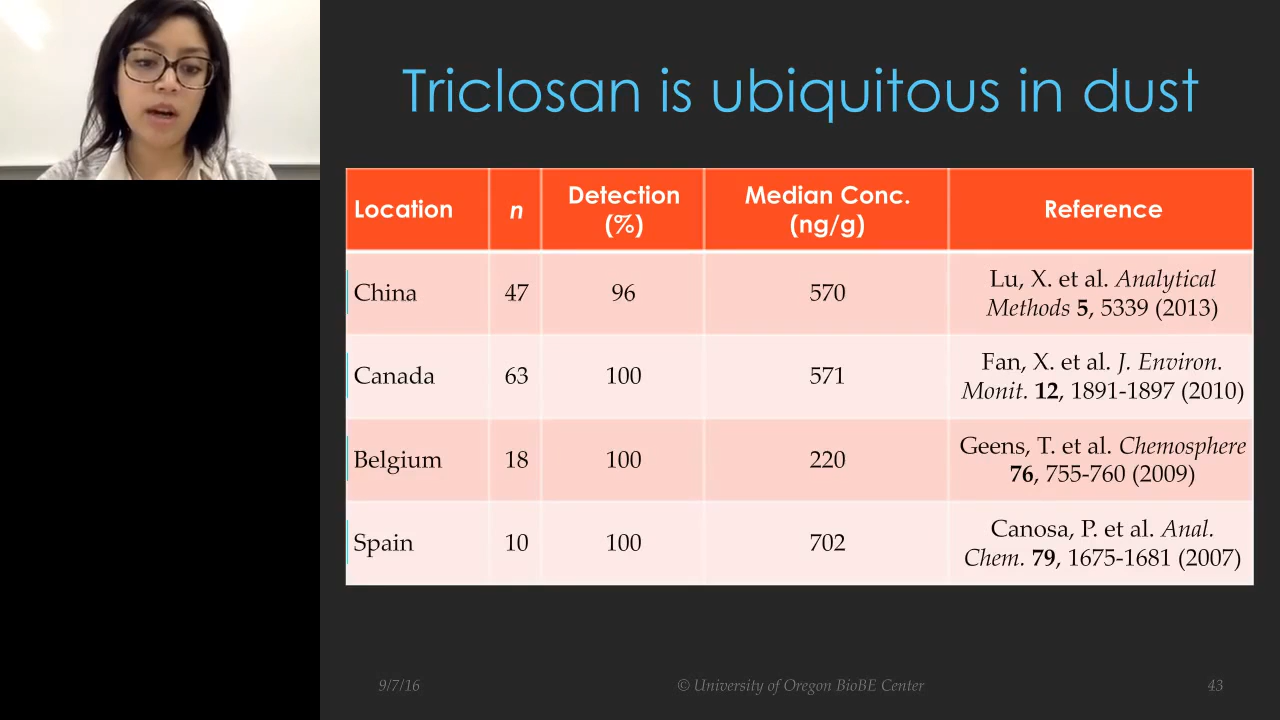 Triclosan is ubiquitous in dust
Location
n
Detection
(%)
Median Conc.
(ng/g)
Reference
China
47
96
570
Lu, X. et al. Analytical
Methods 5, 5339 (2013)
Canada
63
100
571
Fan, X. et al. J. Environ.
Monit. 12, 1891-1897 (2010)
Belgium
18
100
220
Geens, T. et al. Chemosphere
76, 755-760 (2009)
Spain
10
100
702
Canosa, P. et al. Anal.
Chem. 79, 1675-1681 (2007)
9/7/16
© University of Oregon BioBE Center
43